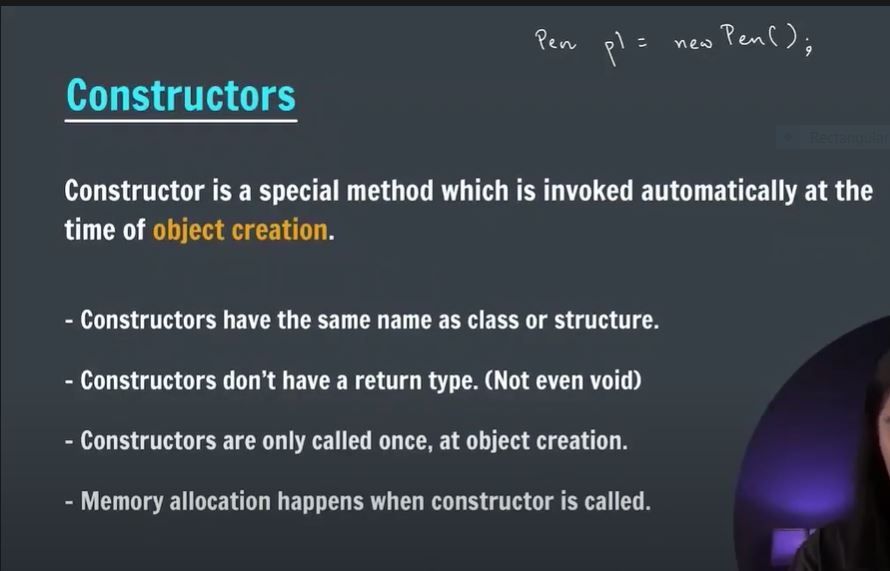 Pen p1 = new Pen();
Constructors
Rectangular
Constructor is a special method which is invoked automatically at the
time of object creation.
- Constructors have the same name as class or structure.
- Constructors don't have a return type. (Not even void)
- Constructors are only called once, at object creation.
- Memory allocation happens when constructor is called.